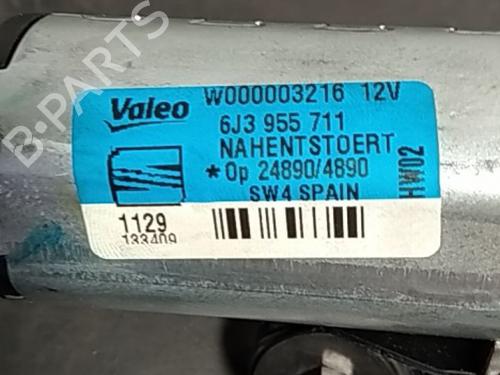 Valeo W000003216 12V
6J3 955 711
NAHENTSTOERT
*Op 24890/4890
SW4 SPAIN
HW02
1129
133409
B-PARTS